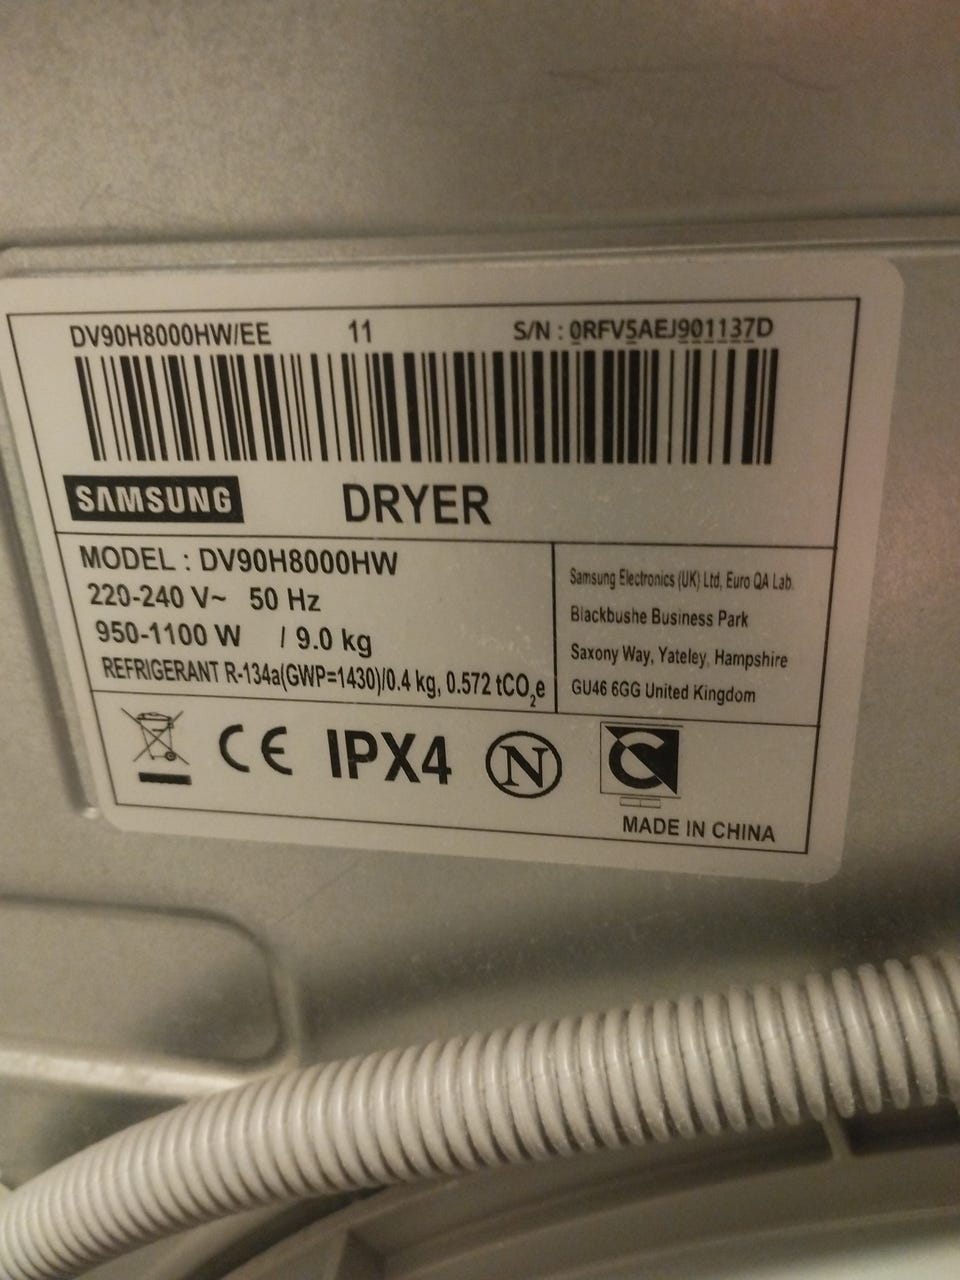 DV90H8000HW/EE 11 S/N : 0RFV5AEJ901137D
SAMSUNG DRYER
MODEL : DV90H8000HW
220-240 V~ 50 Hz
950-1100 W / 9.0 kg
REFRIGERANT R-134a(GWP=1430)/0.4 kg, 0.572 tCO₂e
Samsung Electronics (UK) Ltd, Euro QA Lab.
Blackbushe Business Park
Saxony Way, Yateley, Hampshire
GU46 6GG United Kingdom
CE IPX4 N C
MADE IN CHINA